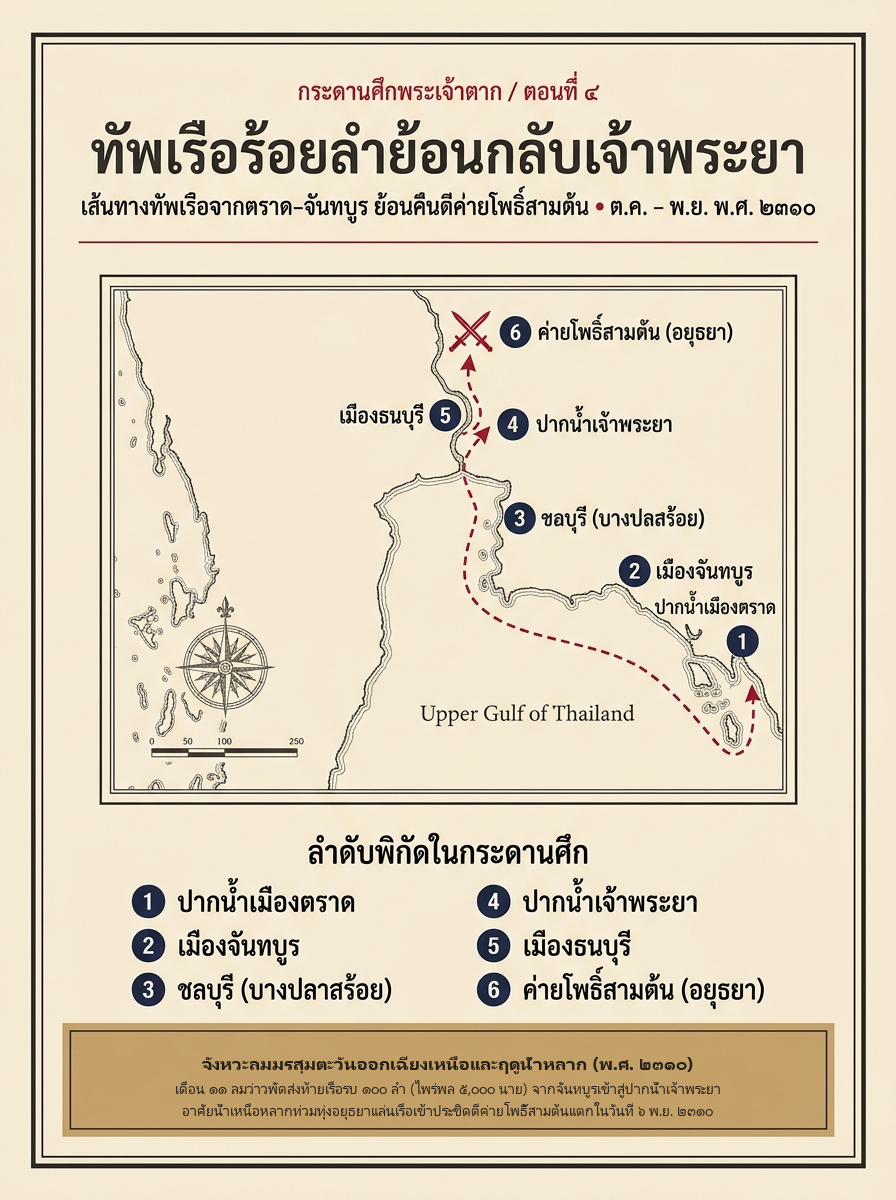 กระดานศึกพระเจ้าตาก / ตอนที่ ๔
ทัพเรือร้อยลำย้อนกลับเจ้าพระยา
เส้นทางทัพเรือจากตราด–จันทบูร ย้อนคืนตีค่ายโพธิ์สามต้น • ต.ค. – พ.ย. พ.ศ. ๒๓๑๐
6 ค่ายโพธิ์สามต้น (อยุธยา)
เมืองธนบุรี 5
4 ปากน้ำเจ้าพระยา
3 ขอบุรี (บางปลสร้อย)
2 เมืองจันทบูร
ปากน้ำเมืองตราด
1
Upper Gulf of Thailand
0 50 100 250
ลำดับพิกัดในกระดานศึก
1 ปากน้ำเมืองตราด
2 เมืองจันทบูร
3 ชลบุรี (บางปลาสร้อย)
4 ปากน้ำเจ้าพระยา
5 เมืองธนบุรี
6 ค่ายโพธิ์สามต้น (อยุธยา)
จังหวะลมมรสุมตะวันออกเฉียงเหนือและฤดูน้ำหลาก (พ.ศ. ๒๓๑๐)
เดือน ๑๑ ลมว่าวพัดส่งท้ายเรือรบ ๑๐๐ ลำ (ไพร่พล ๕,๐๐๐ นาย) จากจันทบูรเข้าสู่ปากน้ำเจ้าพระยา
อาศัยน้ำเหนือหลากท่วมทุ่งอยุธยาแล่นเรือเข้าประชิดตีค่ายโพธิ์สามต้นแตกในวันที่ ๖ พ.ย. ๒๓๑๐